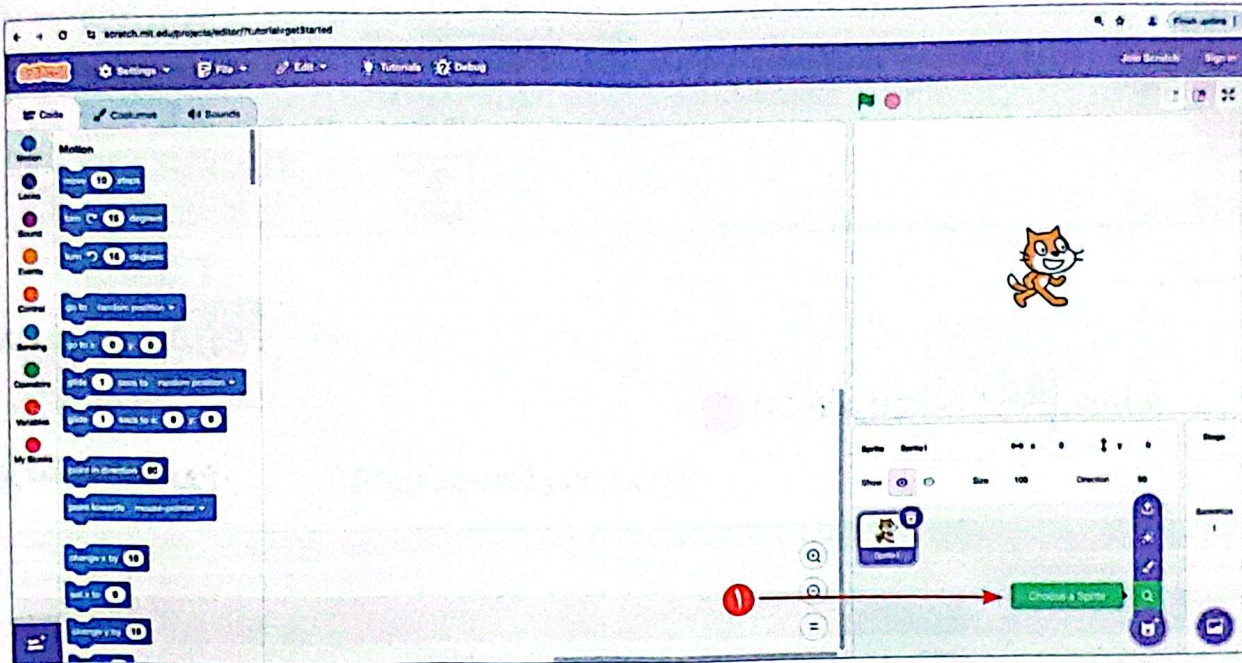 scratch.mit.edu/projects/editor/?tutorial=getStarted
Settings File Edit Tutorials Debug Join Scratch Sign in
Code Costumes Sounds
Motion
Looks
Sound
Events
Control
Sensing
Operators
Variables
My Blocks
Motion
move 10 steps
turn 15 degrees
turn 15 degrees
go to random position
go to x: 0 y: 0
glide 1 secs to random position
glide 1 secs to x: 0 y: 0
point in direction 90
point towards mouse-pointer
change x by 10
set x to 0
change y by 10
Sprite Sprite1 x 0 y 0
Show Size 100 Direction 90
Sprite1
Stage
Backdrops
1
1
Choose a Sprite